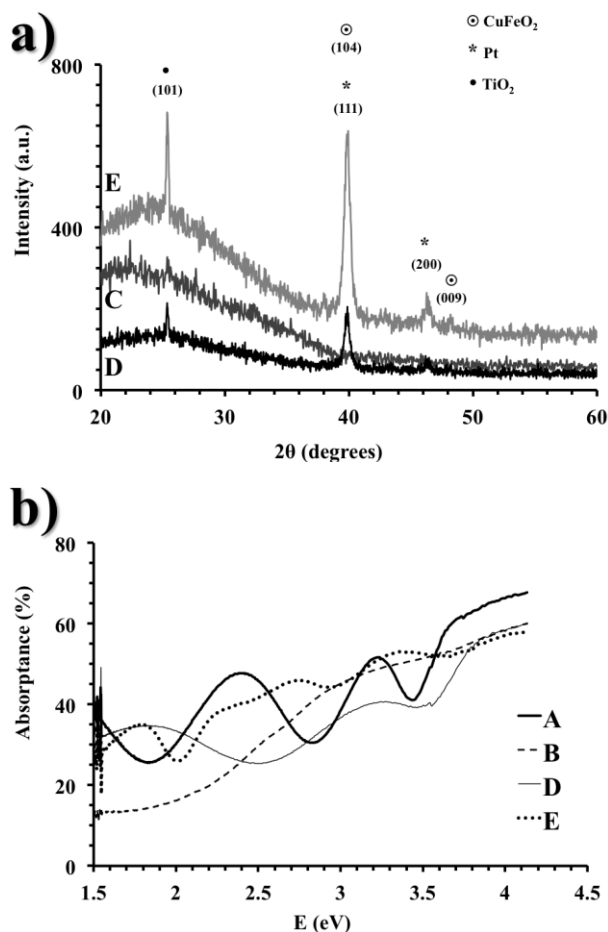 a)
CuFeO₂
(104)
* Pt
TiO₂
(101)
*
(111)
*
(200)
(009)
E
C
D
800
400
0
Intensity (a.u.)
20 30 40 50 60
2θ (degrees)
b)
80
60
40
20
0
Absorptance (%)
A
B
D
E
1.5 2 2.5 3 3.5 4 4.5
E (eV)